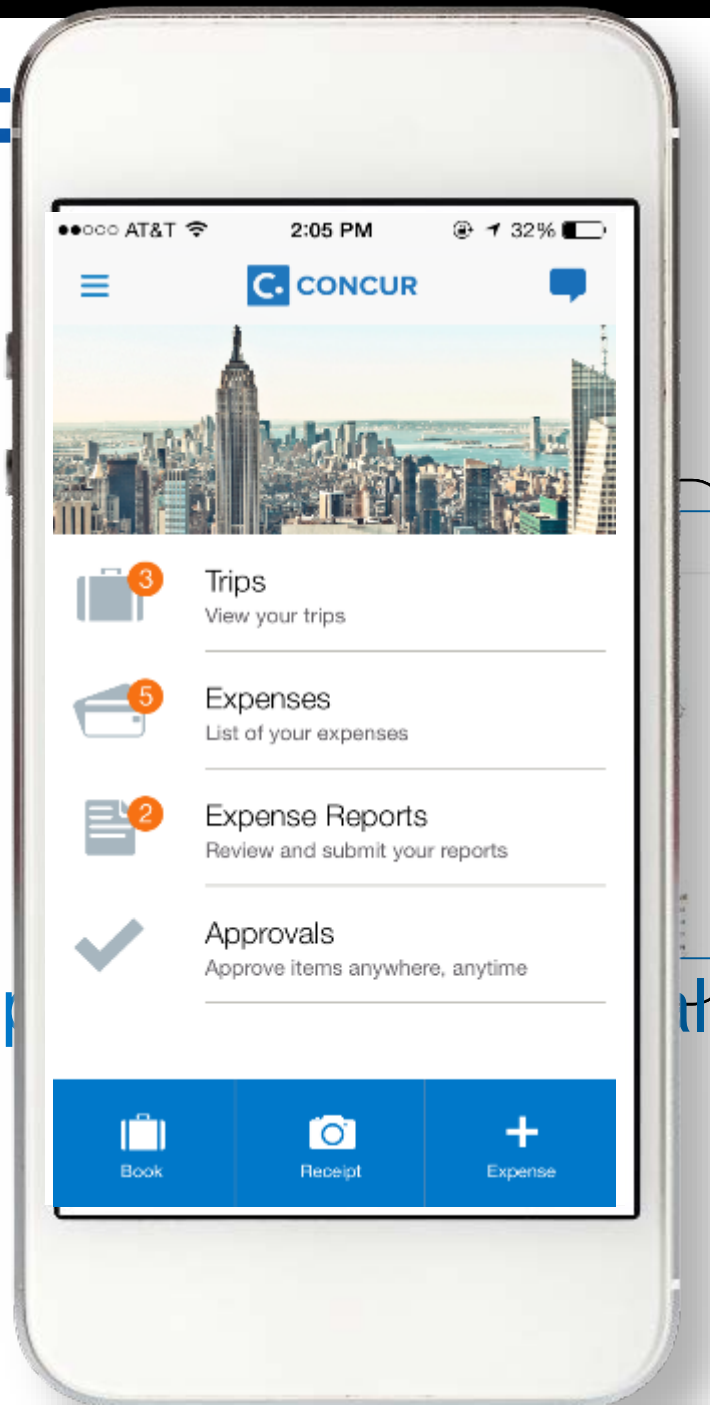 AT&T 2:05 PM 32%
C. CONCUR
3
Trips
View your trips
5
Expenses
List of your expenses
2
Expense Reports
Review and submit your reports
Approvals
Approve items anywhere, anytime
Book Receipt Expense